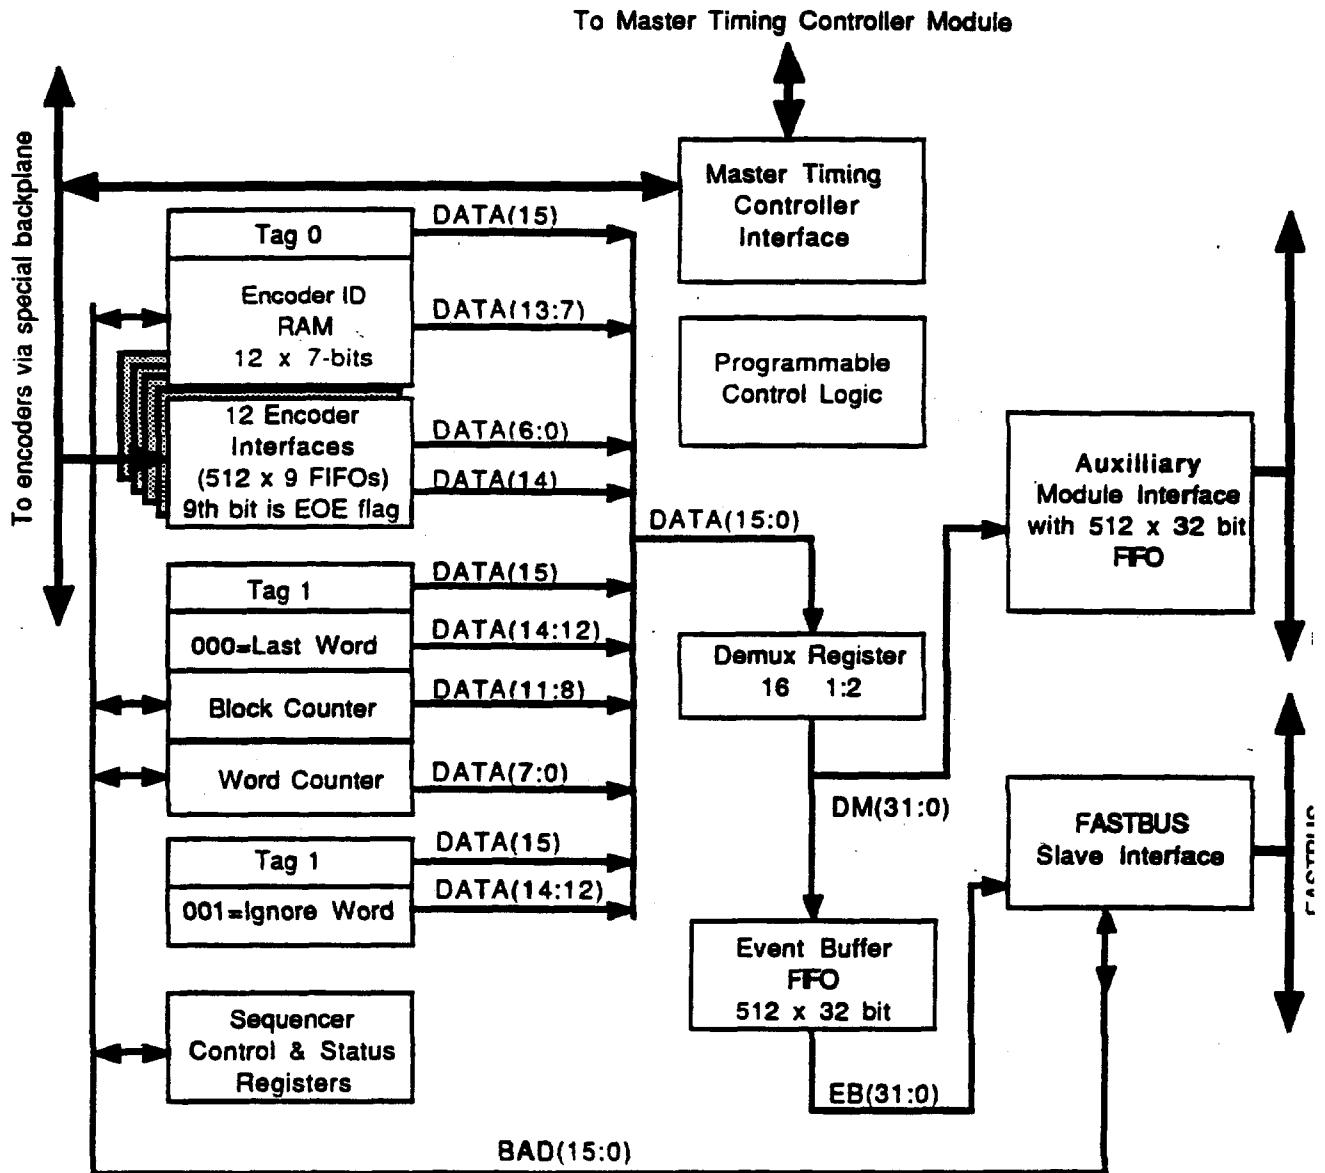 To Master Timing Controller Module
To encoders via special backplane
Master Timing
Controller
Interface
Tag 0
DATA(15)
Encoder ID
RAM
12 x 7-bits
DATA(13:7)
Programmable
Control Logic
12 Encoder
Interfaces
(512 x 9 FIFOs)
9th bit is EOE flag
DATA(6:0)
DATA(14)
Auxilliary
Module Interface
with 512 x 32 bit
FIFO
DATA(15:0)
Tag 1
DATA(15)
000=Last Word
DATA(14:12)
Block Counter
DATA(11:8)
Word Counter
DATA(7:0)
Demux Register
16 1:2
DM(31:0)
FASTBUS
Slave Interface
FASTBUS
Tag 1
DATA(15)
001=Ignore Word
DATA(14:12)
Event Buffer
FIFO
512 x 32 bit
Sequencer
Control & Status
Registers
EB(31:0)
BAD(15:0)